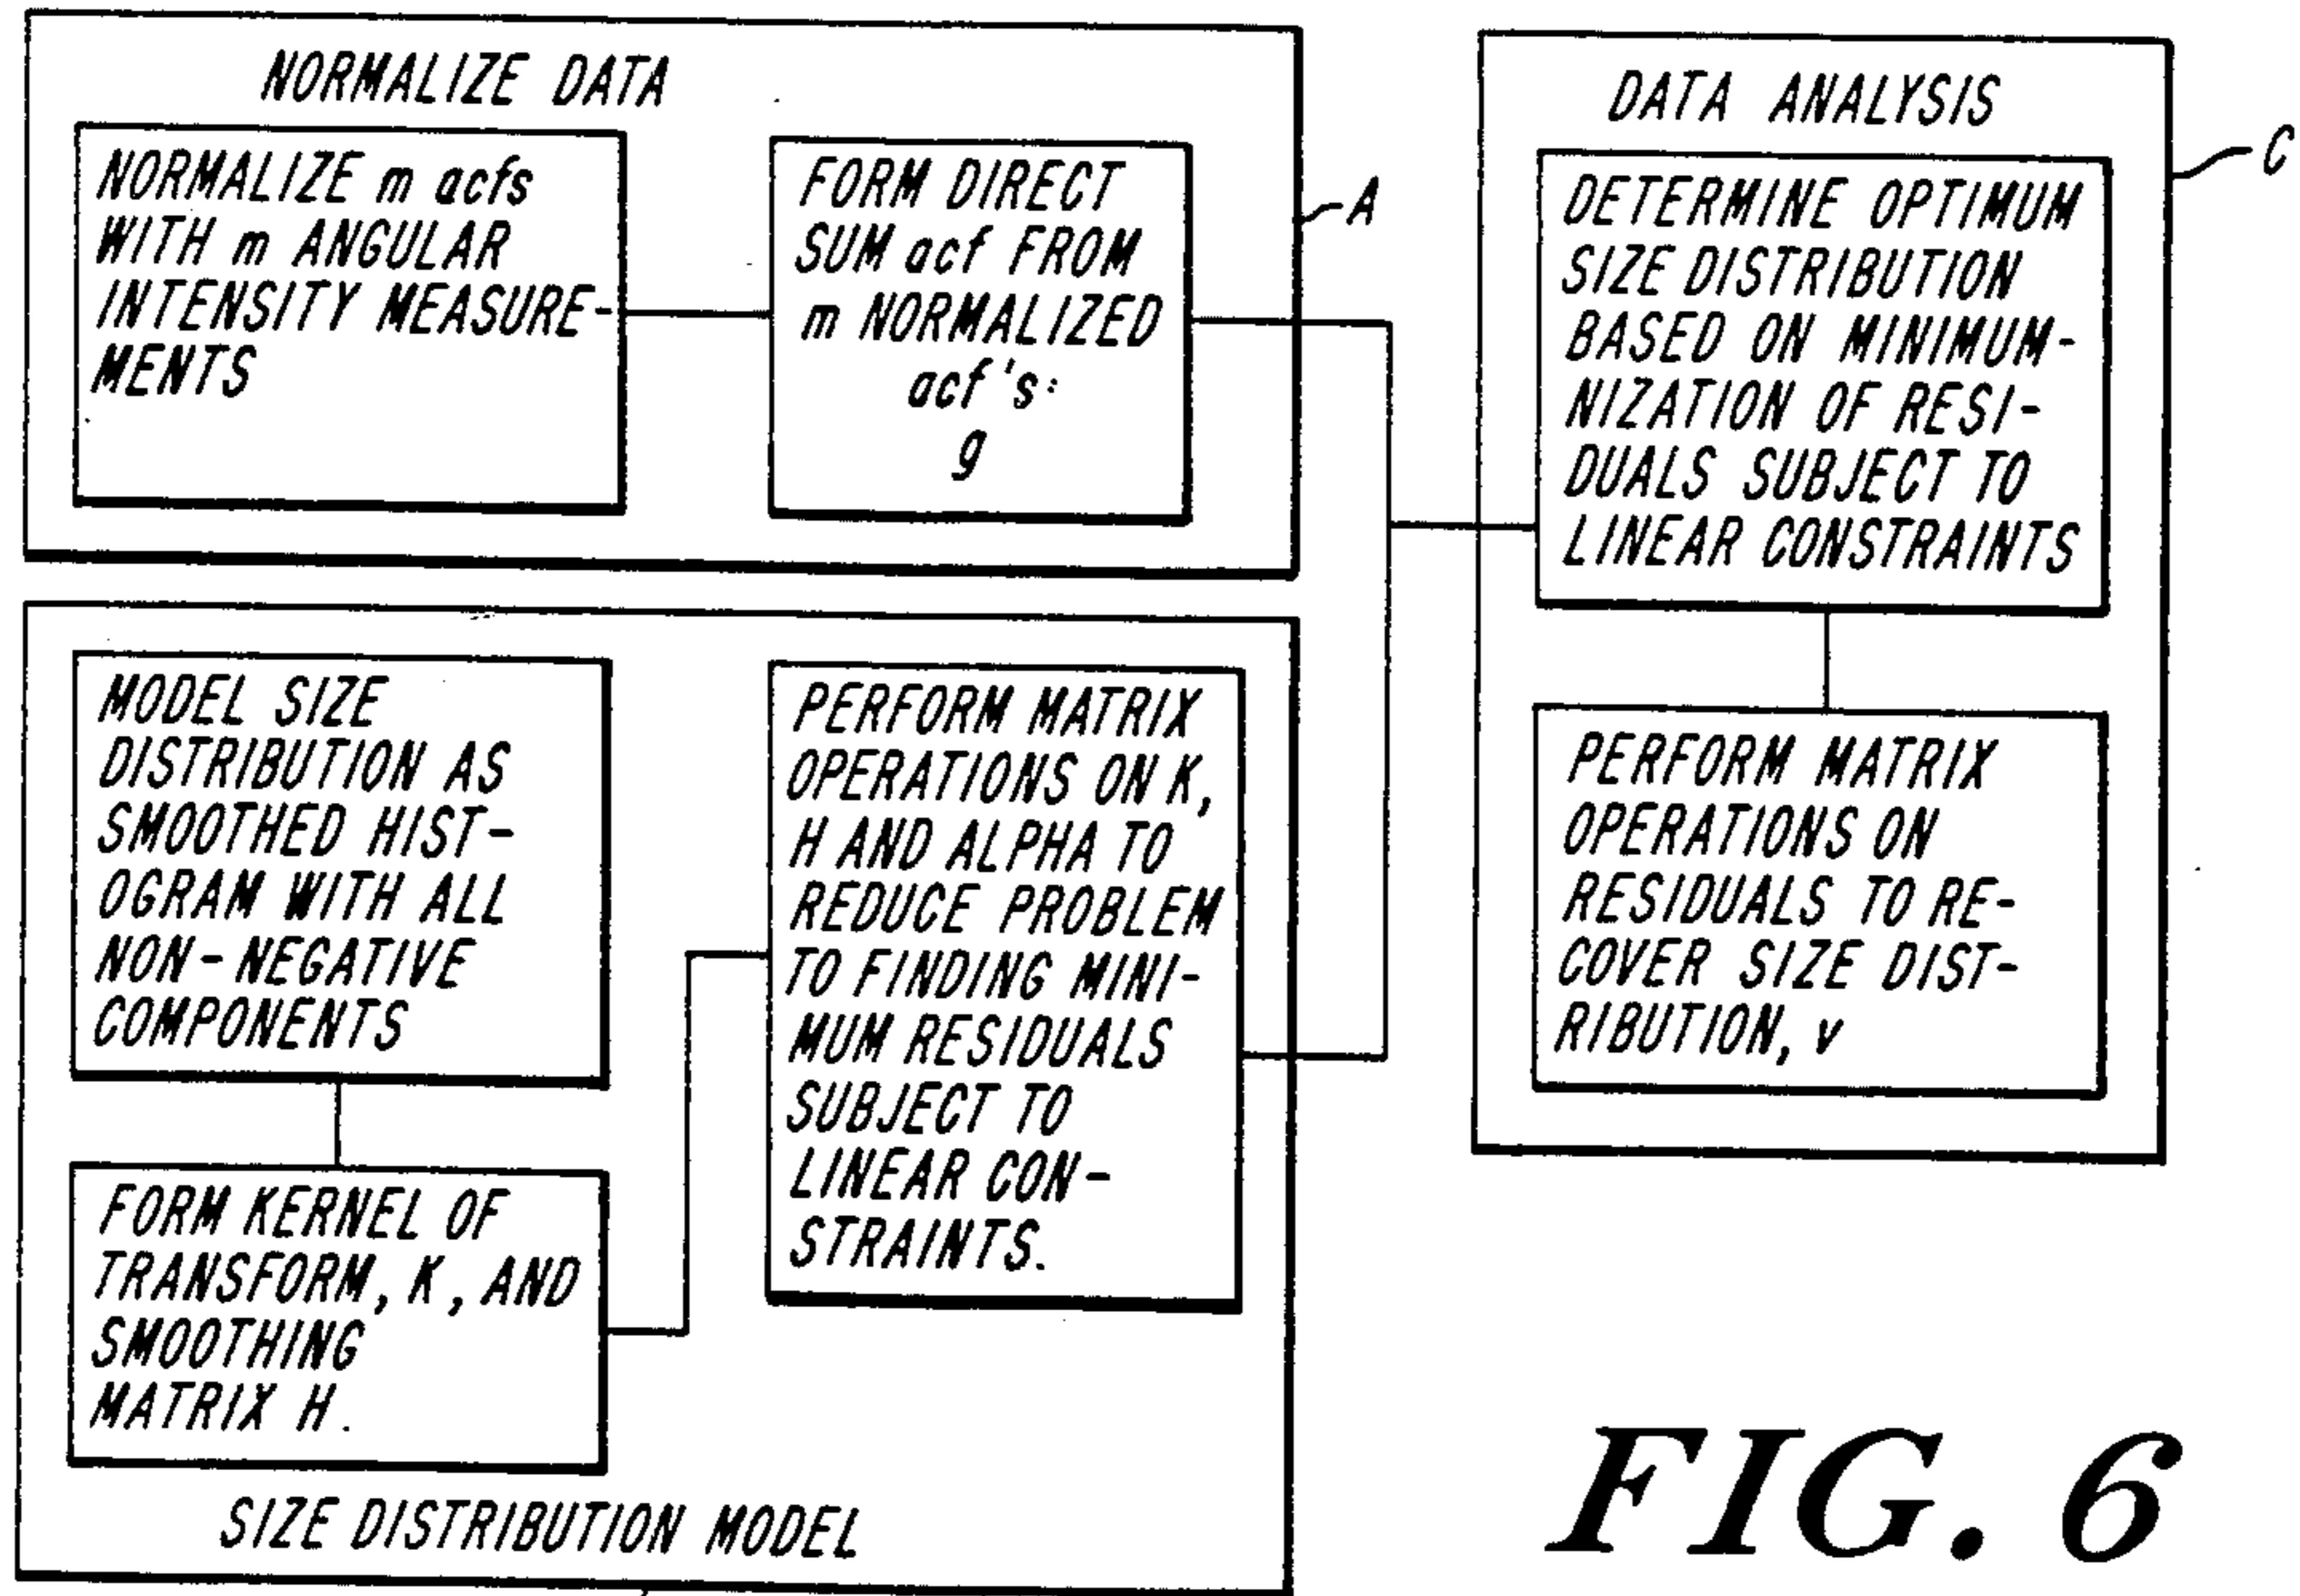 NORMALIZE DATA
NORMALIZE m acfs
WITH m ANGULAR
INTENSITY MEASURE-
MENTS
FORM DIRECT
SUM acf FROM
m NORMALIZED
acf's:
g
A
MODEL SIZE
DISTRIBUTION AS
SMOOTHED HIST-
OGRAM WITH ALL
NON-NEGATIVE
COMPONENTS
FORM KERNEL OF
TRANSFORM, K, AND
SMOOTHING
MATRIX H.
PERFORM MATRIX
OPERATIONS ON K,
H AND ALPHA TO
REDUCE PROBLEM
TO FINDING MINI-
MUM RESIDUALS
SUBJECT TO
LINEAR CON-
STRAINTS.
SIZE DISTRIBUTION MODEL
DATA ANALYSIS
DETERMINE OPTIMUM
SIZE DISTRIBUTION
BASED ON MINIMUM-
NIZATION OF RESI-
DUALS SUBJECT TO
LINEAR CONSTRAINTS
PERFORM MATRIX
OPERATIONS ON
RESIDUALS TO RE-
COVER SIZE DIST-
RIBUTION, v
C
FIG. 6